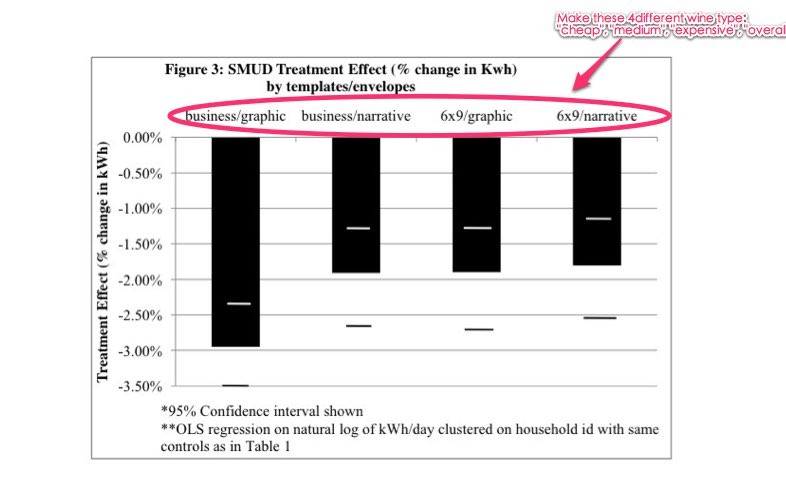 Make these 4different wine type:
"cheap","medium","expensive","overal
Figure 3: SMUD Treatment Effect (% change in Kwh)
by templates/envelopes
business/graphic business/narrative 6x9/graphic 6x9/narrative
Treatment Effect (% change in kWh)
0.00%
-0.50%
-1.00%
-1.50%
-2.00%
-2.50%
-3.00%
-3.50%
*95% Confidence interval shown
**OLS regression on natural log of kWh/day clustered on household id with same
controls as in Table 1